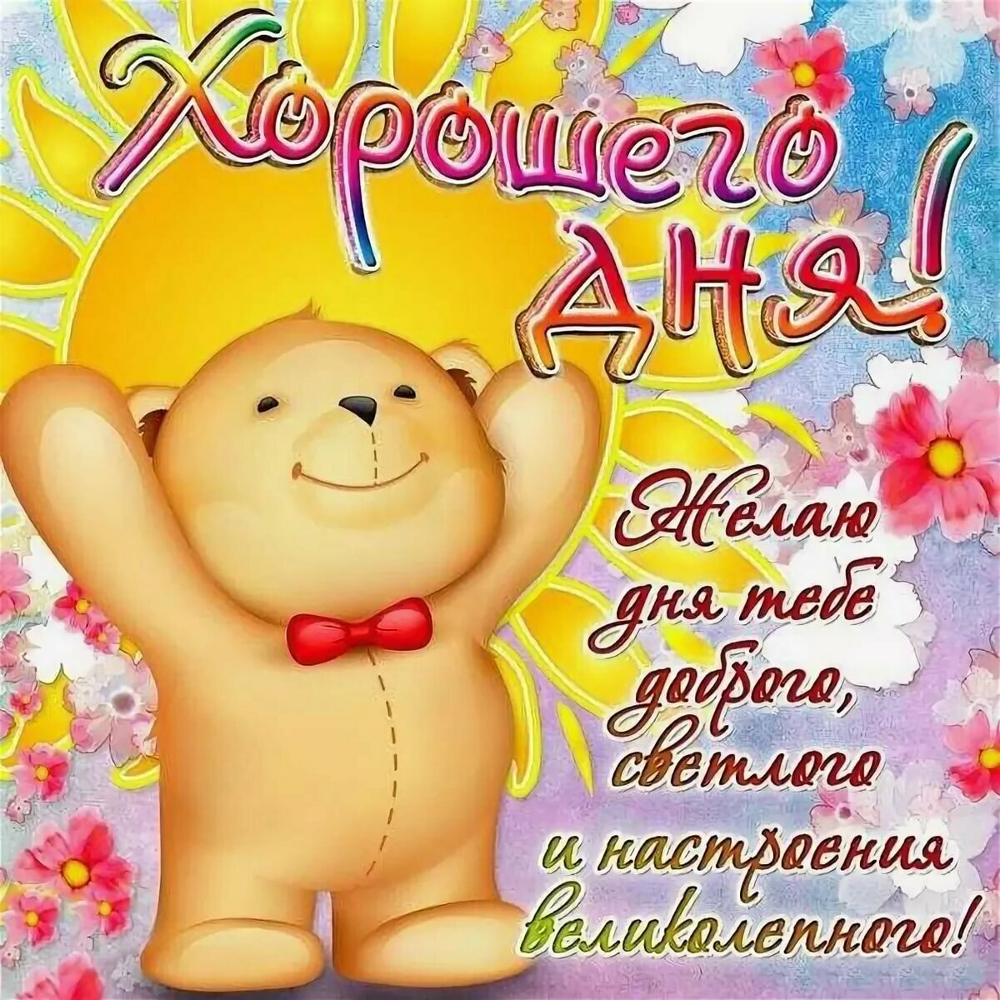 Хорошего
дня!
Желаю
дня тебе
доброго,
светлого
и настроения
великолепного!